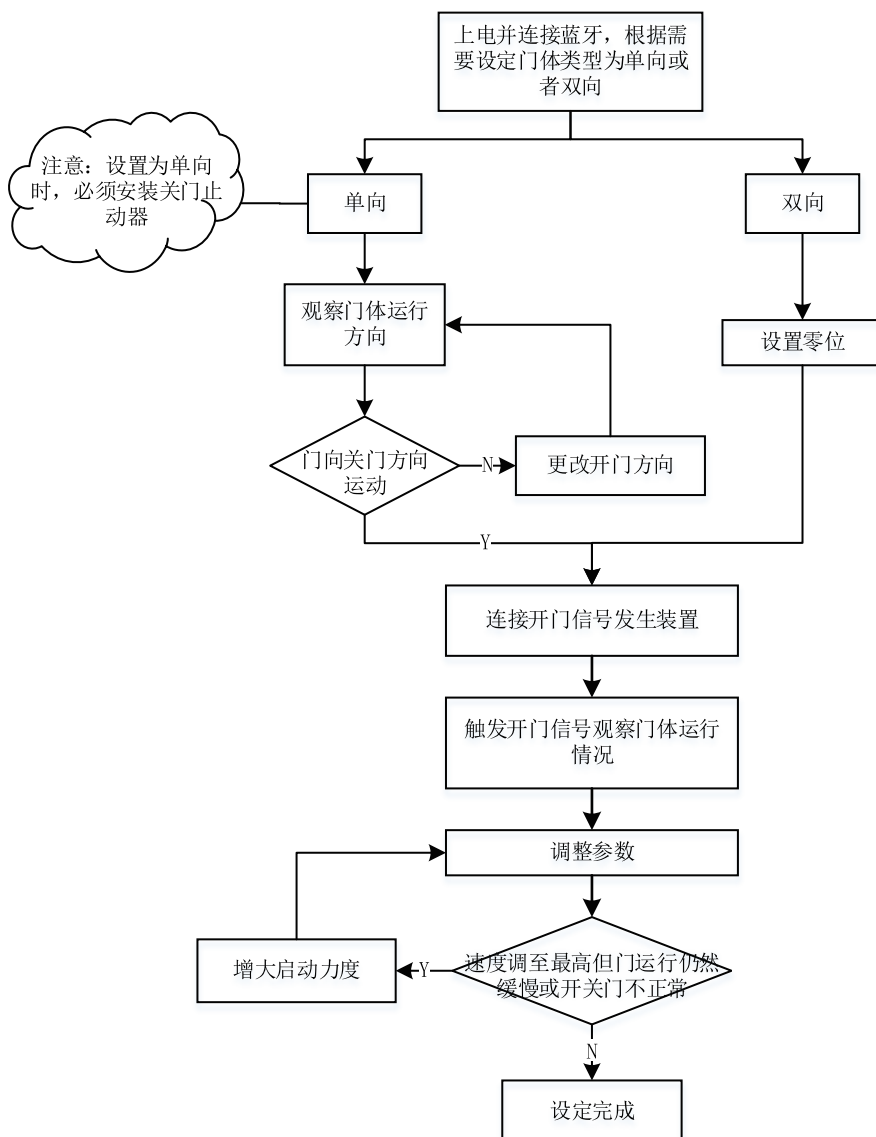 上电并连接蓝牙，根据需
要设定门体类型为单向或
者双向
注意：设置为单向
时，必须安装关门止
动器
单向
双向
观察门体运行
方向
设置零位
门向关门方向
运动
N
更改开门方向
Y
连接开门信号发生装置
触发开门信号观察门体运行
情况
调整参数
速度调至最高但门运行仍然
缓慢或开关门不正常
Y
增大启动力度
N
设定完成